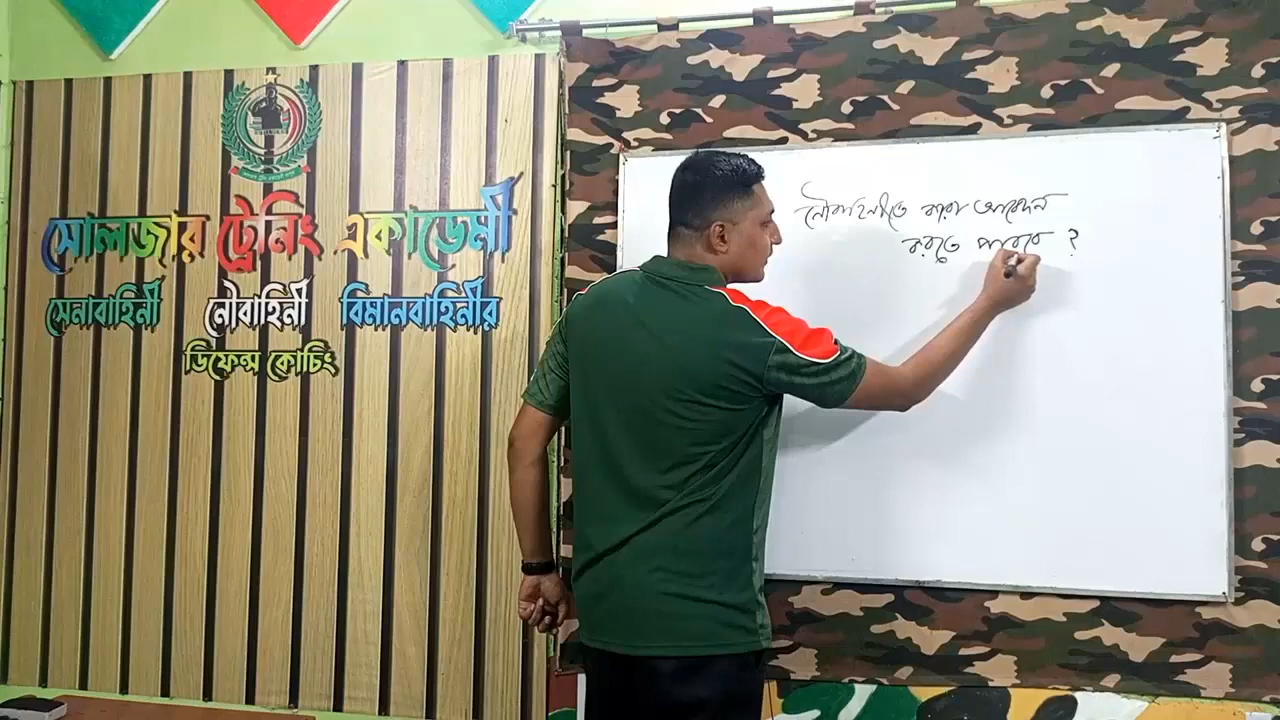 সোলজার ট্রেনিং একাডেমী
সেনাবাহিনী নৌবাহিনী বিমানবাহিনীর
ডিফেন্স কোচিং
নৌবাহিনীতে কারা আবেদন
করতে পারবে ?